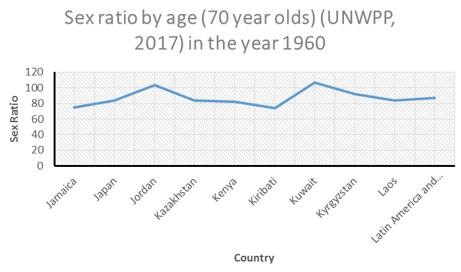 Sex ratio by age (70 year olds) (UNWPP,
2017) in the year 1960
120
100
80
60
40
20
0
Sex Ratio
Jamaica
Japan
Jordan
Kazakhstan
Kenya
Kiribati
Kuwait
Kyrgyzstan
Laos
Latin America and...
Country